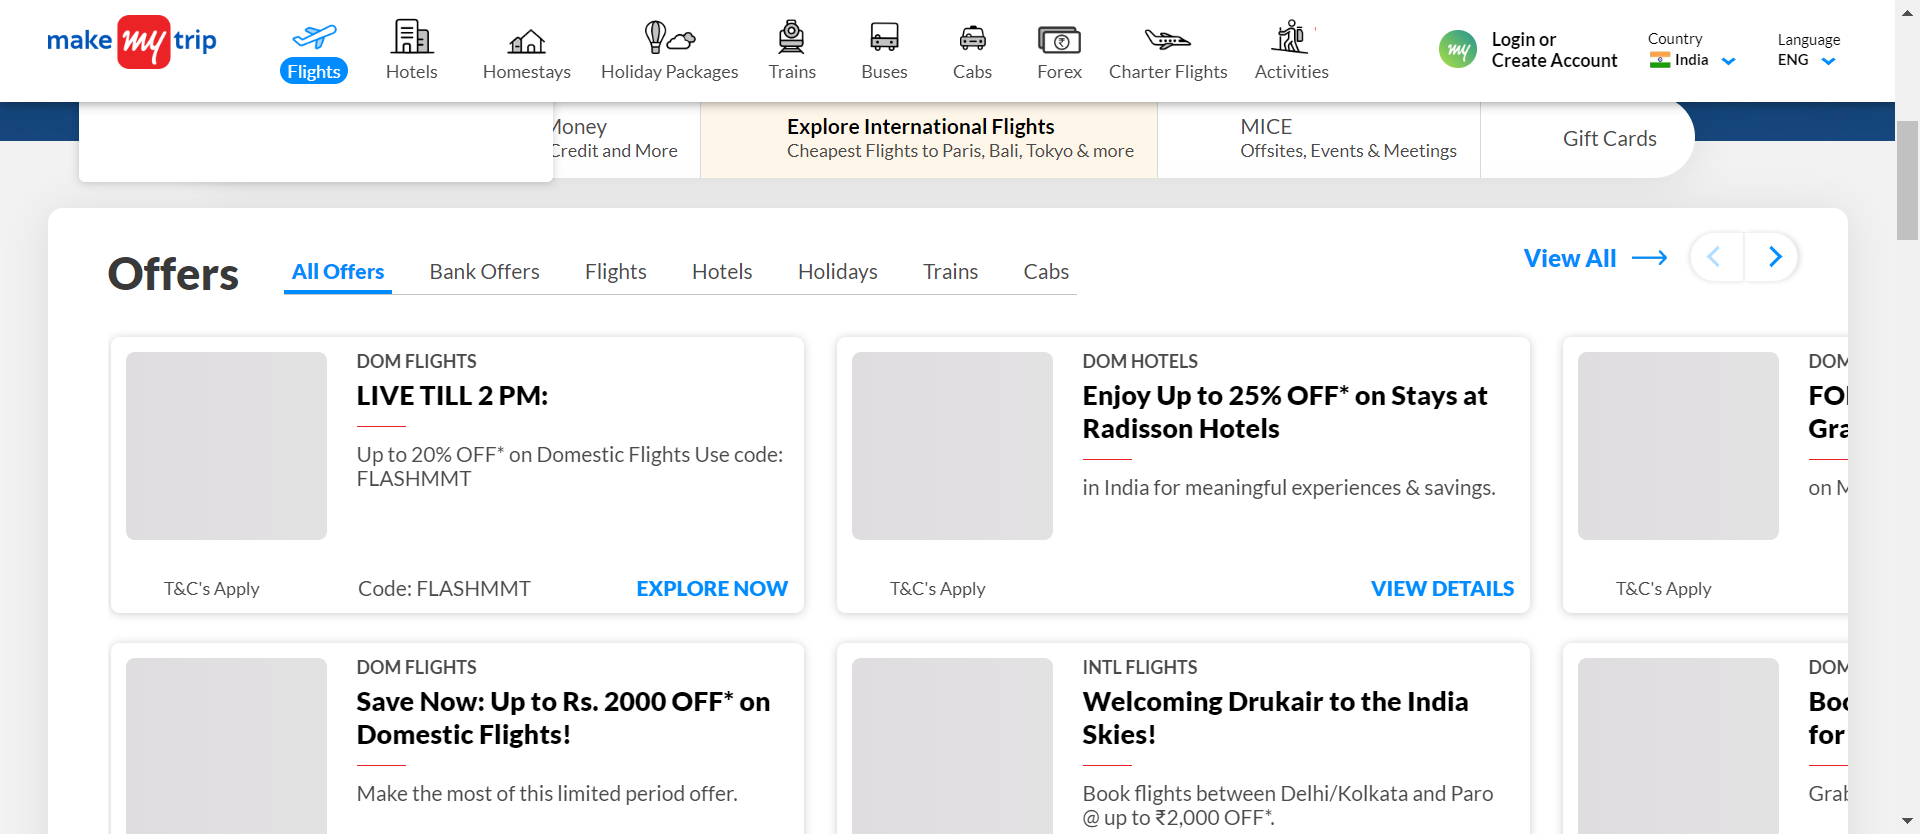 make my trip
Flights
Hotels
Homestays
Holiday Packages
Trains
Buses
Cabs
Forex
Charter Flights
Activities
my
Login or
Create Account
Country
India
Language
ENG
Money
Credit and More
Explore International Flights
Cheapest Flights to Paris, Bali, Tokyo & more
MICE
Offsites, Events & Meetings
Gift Cards
Offers
All Offers
Bank Offers
Flights
Hotels
Holidays
Trains
Cabs
View All
DOM FLIGHTS
LIVE TILL 2 PM:
Up to 20% OFF* on Domestic Flights Use code:
FLASHMMT
T&C's Apply
Code: FLASHMMT
EXPLORE NOW
DOM HOTELS
Enjoy Up to 25% OFF* on Stays at
Radisson Hotels
in India for meaningful experiences & savings.
T&C's Apply
VIEW DETAILS
DOM
Gra
on
T&C's Apply
DOM FLIGHTS
Save Now: Up to Rs. 2000 OFF* on
Domestic Flights!
Make the most of this limited period offer.
INTL FLIGHTS
Welcoming Drukair to the India
Skies!
Book flights between Delhi/Kolkata and Paro
@ up to ₹2,000 OFF*.
DOM
for